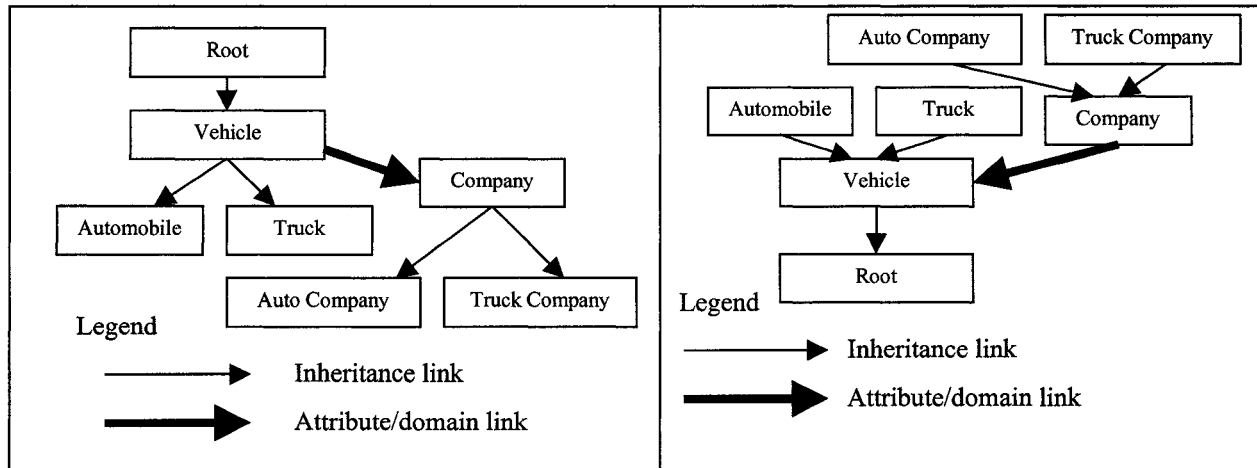 Root
Vehicle
Company
Automobile
Truck
Auto Company
Truck Company
Legend
Inheritance link
Attribute/domain link
Auto Company
Truck Company
Automobile
Truck
Company
Vehicle
Root
Legend
Inheritance link
Attribute/domain link